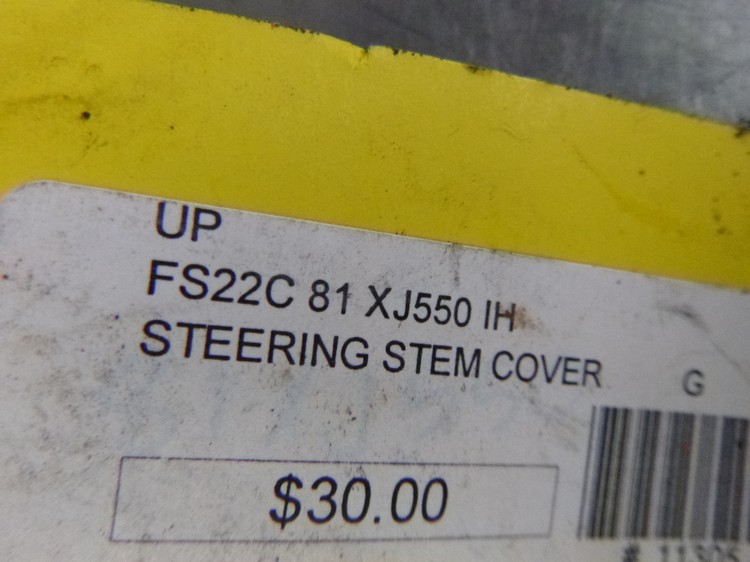 UP
FS22C 81 XJ550 IH
STEERING STEM COVER
G
$30.00